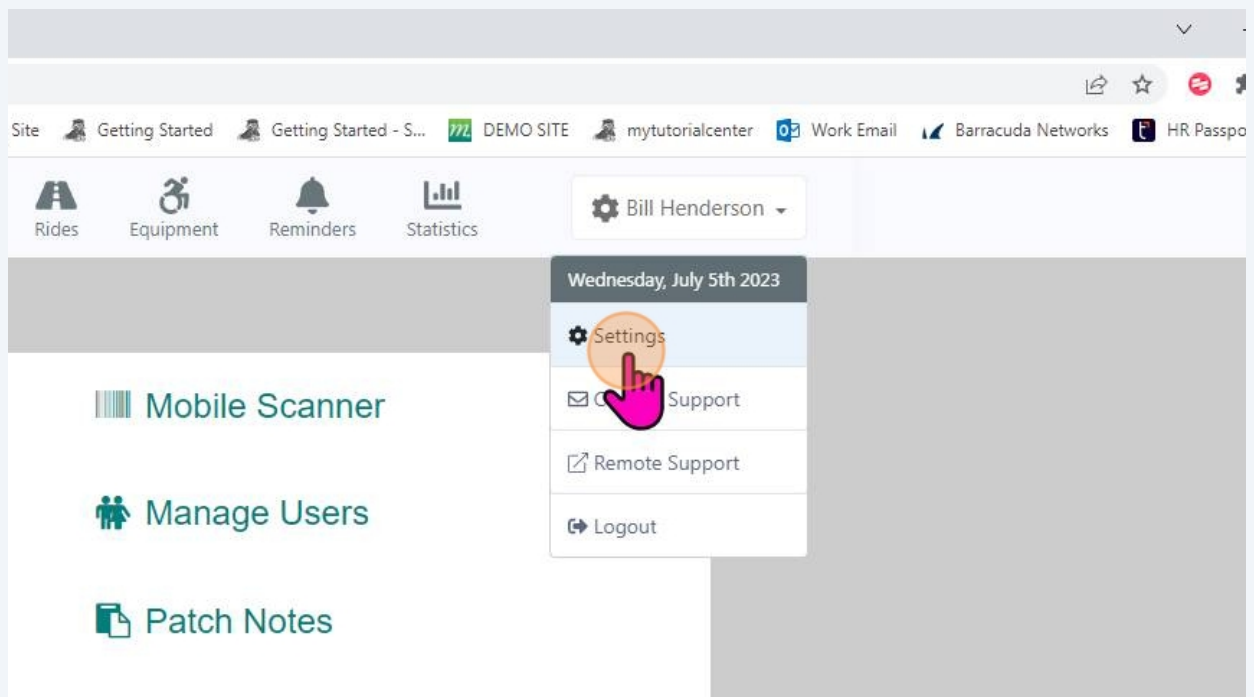 Site Getting Started Getting Started - S... DEMO SITE mytutorialcenter Work Email Barracuda Networks HR Passpo
Rides Equipment Reminders Statistics Bill Henderson
Wednesday, July 5th 2023
Settings
Mobile Scanner
Support
Remote Support
Manage Users
Logout
Patch Notes